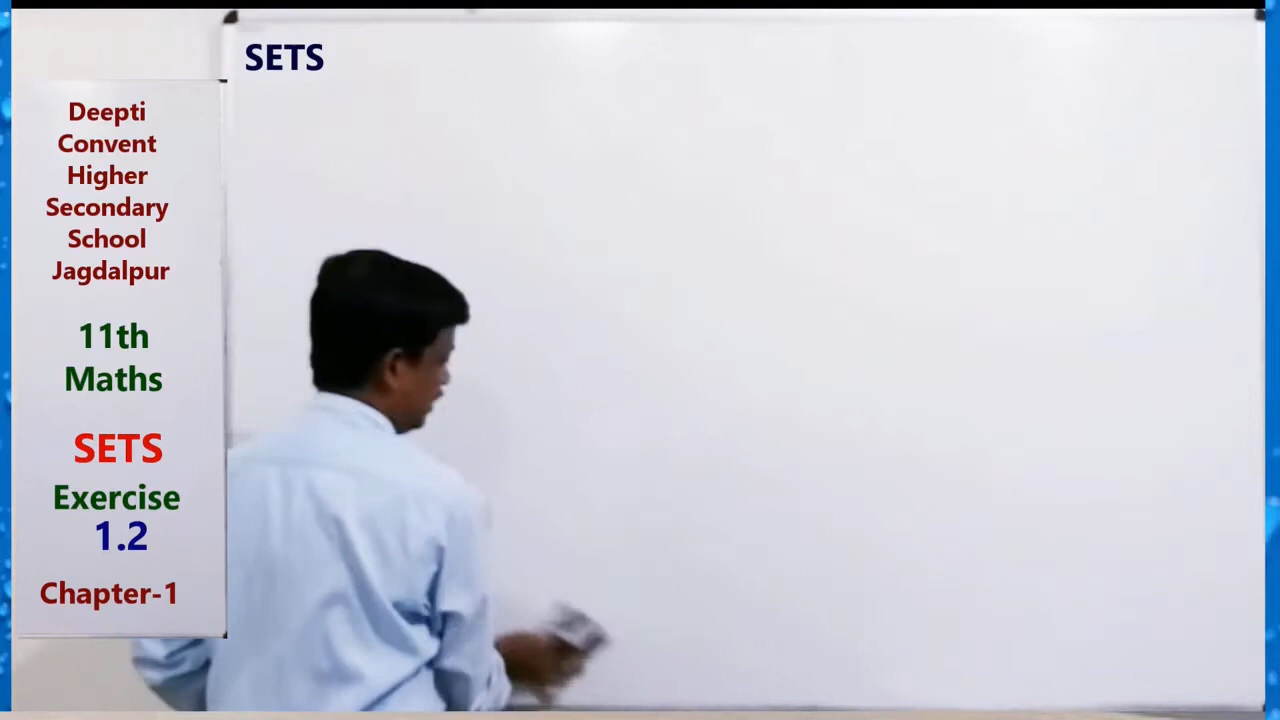 SETS
Deepti
Convent
Higher
Secondary
School
Jagdalpur
11th
Maths
SETS
Exercise
1.2
Chapter-1